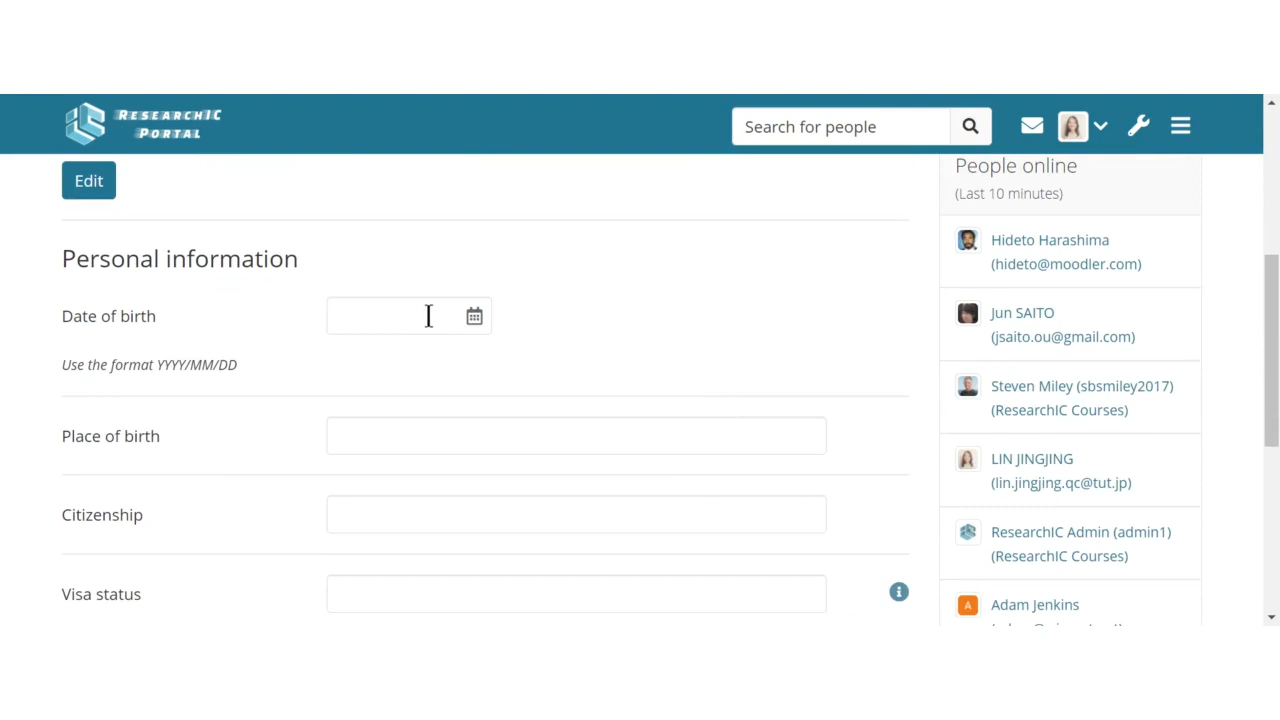 RESEARCHIC
PORTAL
Search for people
Edit
Personal information
Date of birth
Use the format YYYY/MM/DD
Place of birth
Citizenship
Visa status
People online
(Last 10 minutes)
Hideto Harashima
(hideto@moodler.com)
Jun SAITO
(jsaito.ou@gmail.com)
Steven Miley (sbsmiley2017)
(ResearchIC Courses)
LIN JINGJING
(lin.jingjing.qc@tut.jp)
ResearchIC Admin (admin1)
(ResearchIC Courses)
A
Adam Jenkins